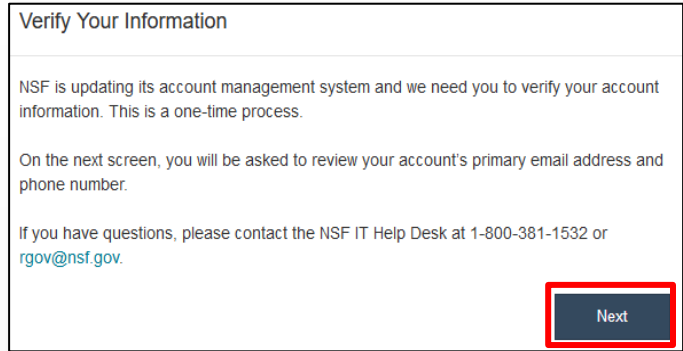 Verify Your Information
NSF is updating its account management system and we need you to verify your account
information. This is a one-time process.
On the next screen, you will be asked to review your account's primary email address and
phone number.
If you have questions, please contact the NSF IT Help Desk at 1-800-381-1532 or
rgov@nsf.gov.
Next